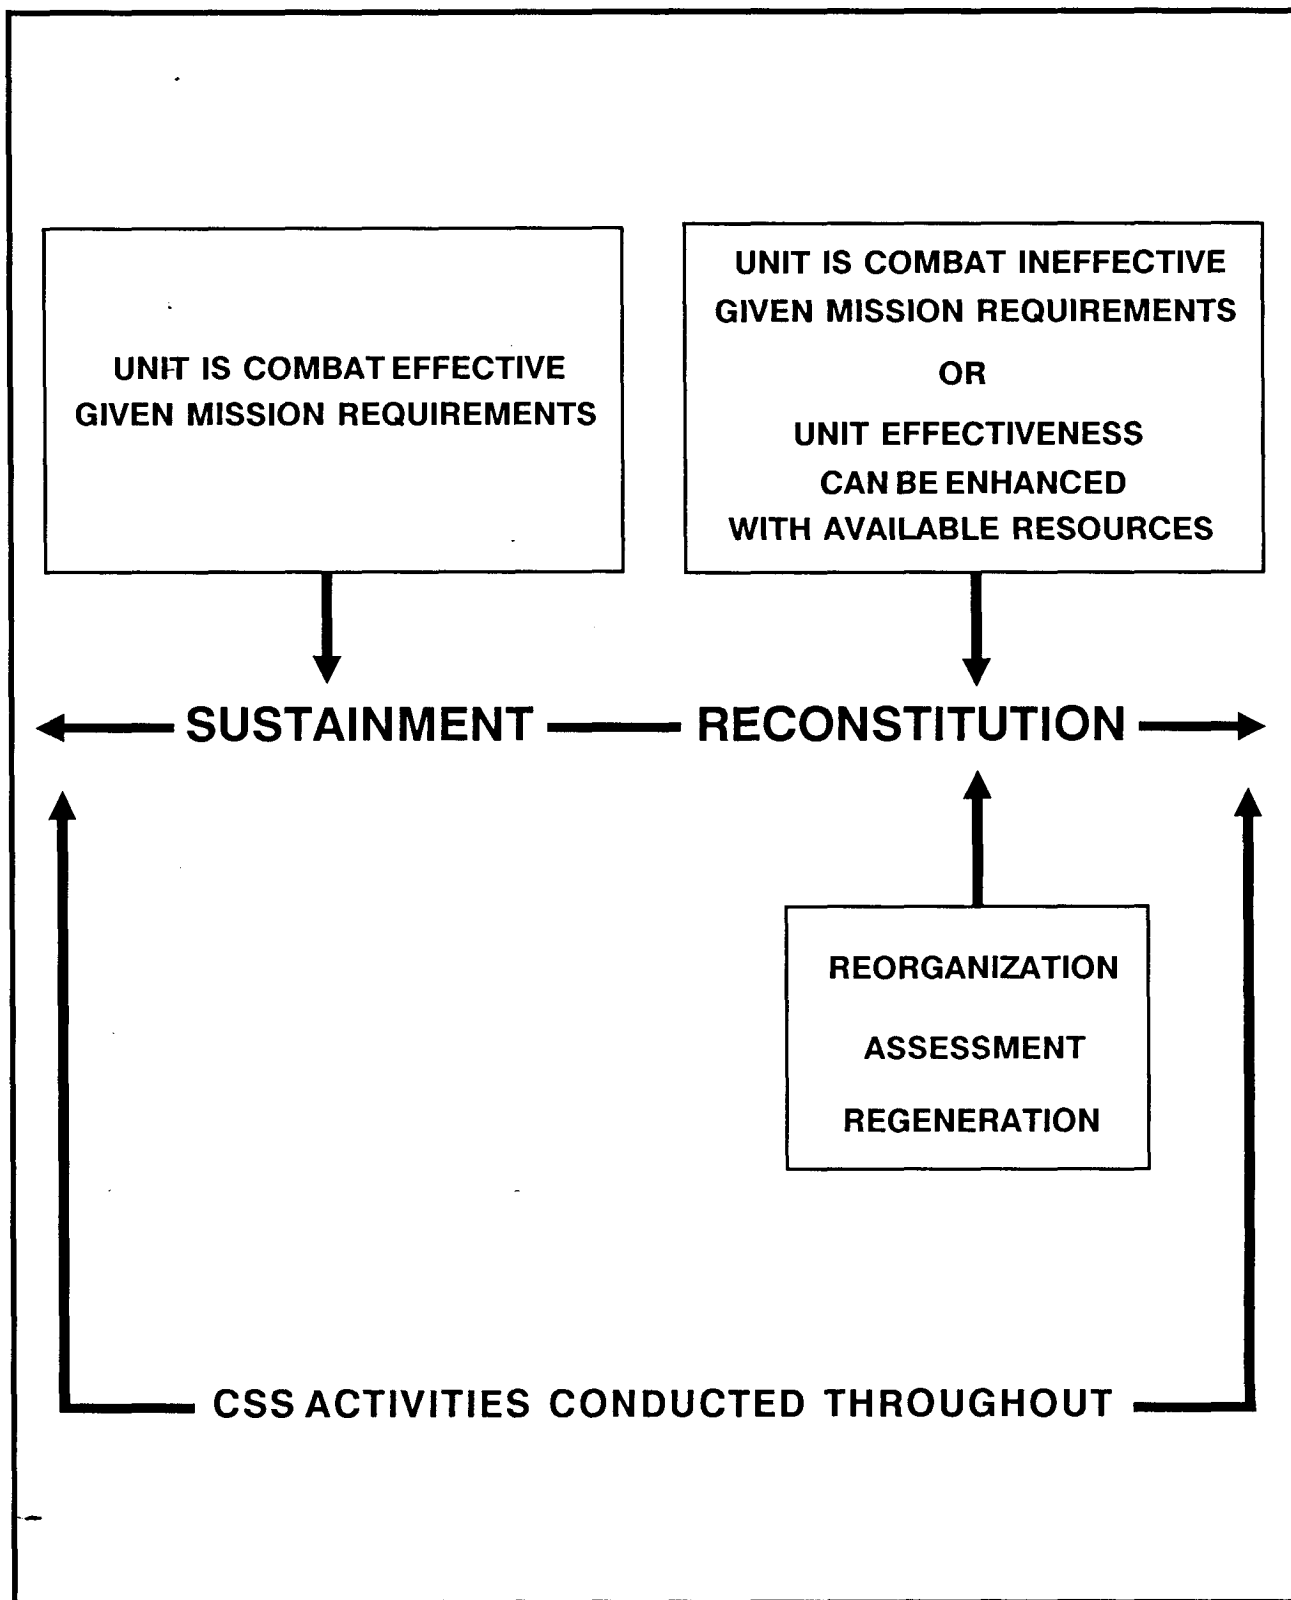 UNIT IS COMBAT EFFECTIVE
GIVEN MISSION REQUIREMENTS
UNIT IS COMBAT INEFFECTIVE
GIVEN MISSION REQUIREMENTS
OR
UNIT EFFECTIVENESS
CAN BE ENHANCED
WITH AVAILABLE RESOURCES
SUSTAINMENT
RECONSTITUTION
REORGANIZATION
ASSESSMENT
REGENERATION
CSS ACTIVITIES CONDUCTED THROUGHOUT